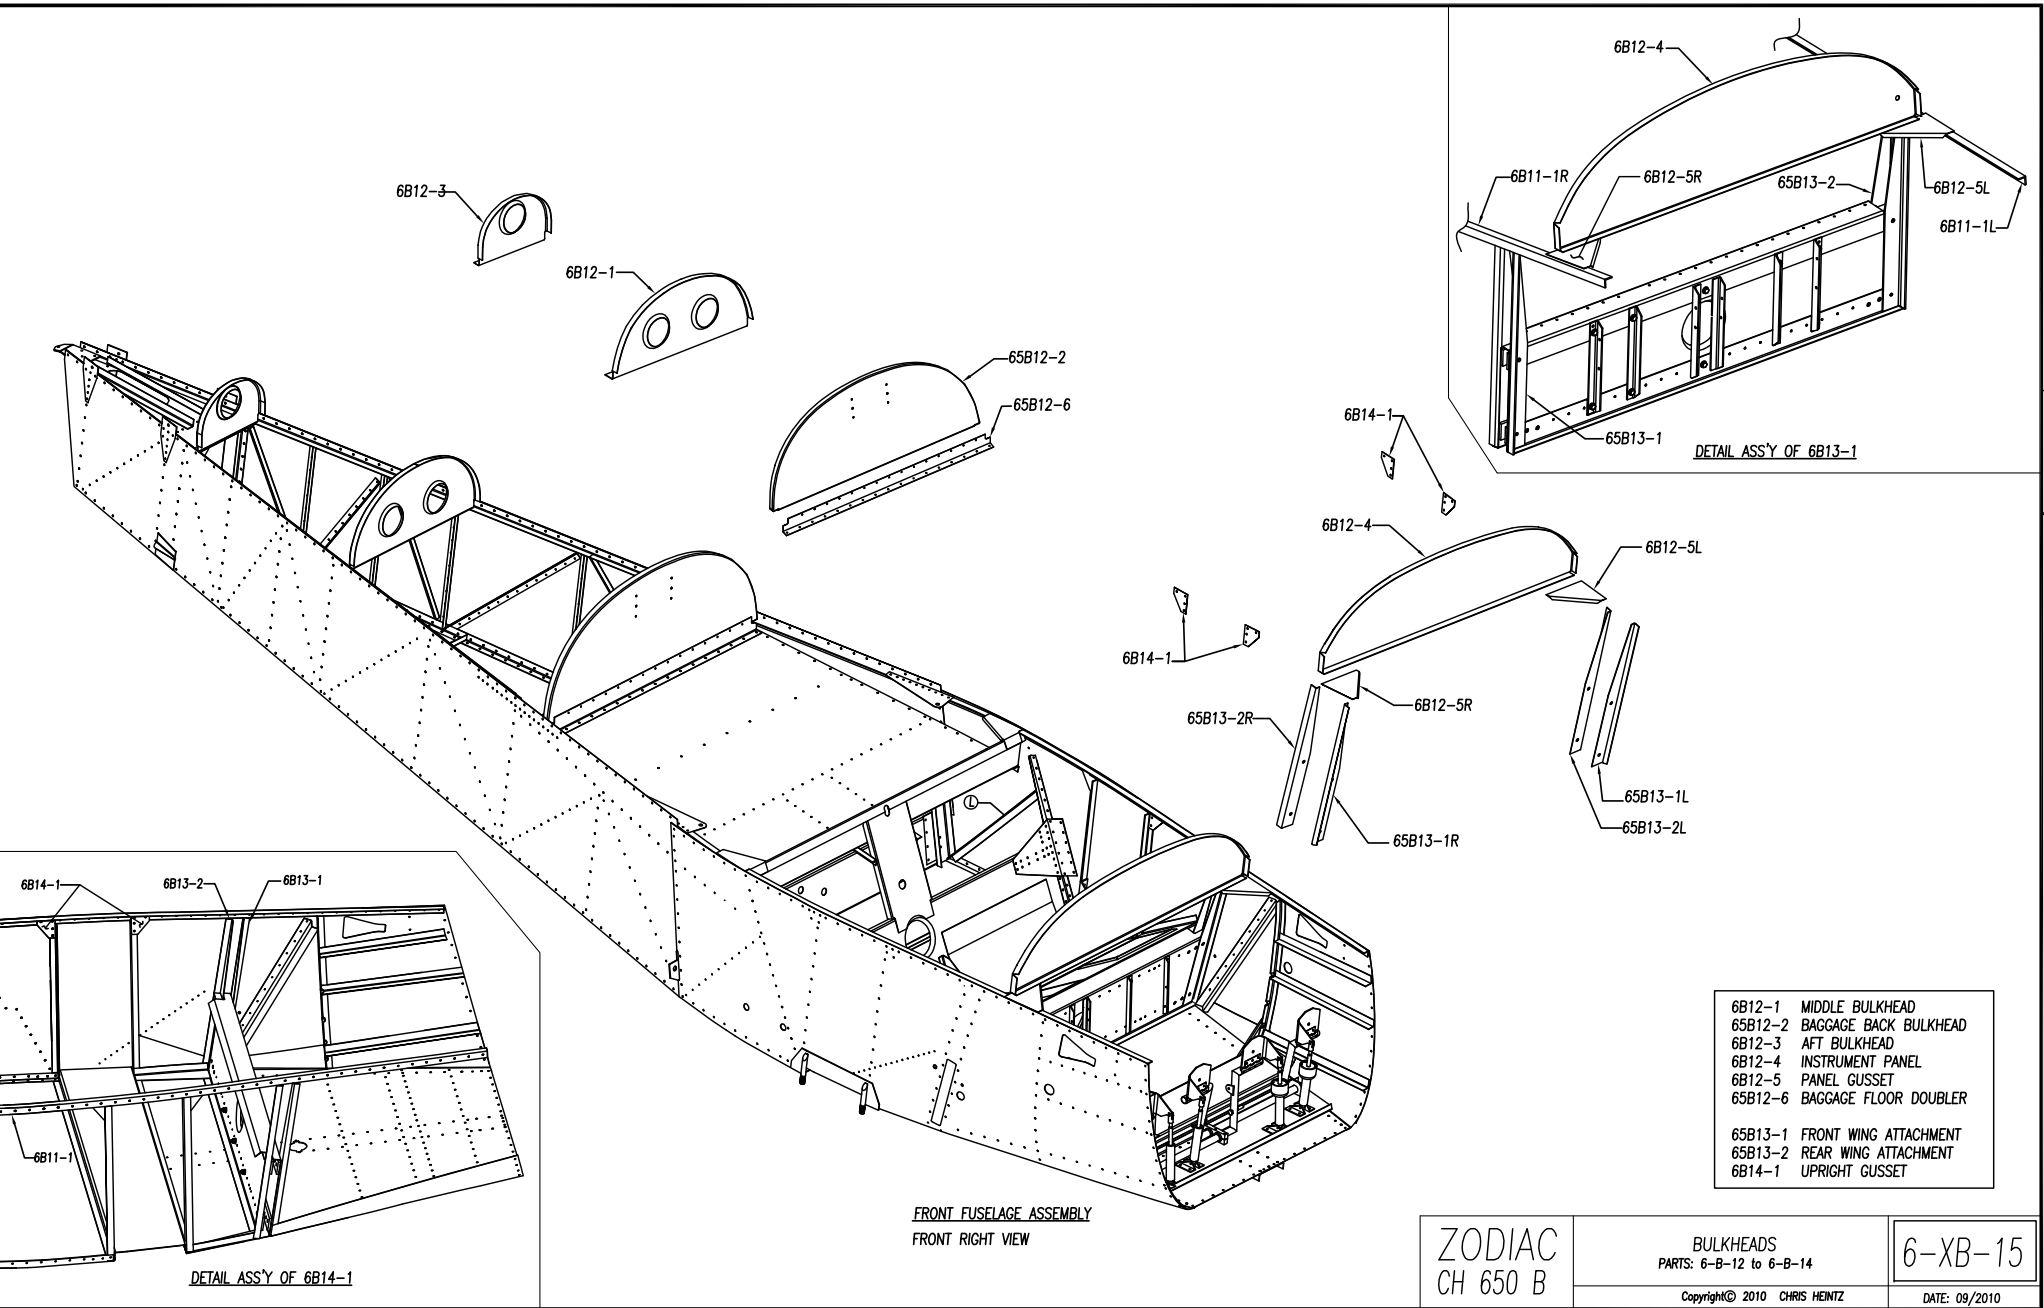 6B12-4
6B11-1R
6B12-5R
65B13-2
6B12-5L
6B11-1L
65B13-1
DETAIL ASS'Y OF 6B13-1
6B12-3
6B12-1
65B12-2
65B12-6
6B14-1
6B12-4
6B12-5L
6B14-1
6B12-5R
65B13-2R
65B13-1L
65B13-2L
65B13-1R
L
6B14-1
6B13-2
6B13-1
6B11-1
DETAIL ASS'Y OF 6B14-1
FRONT FUSELAGE ASSEMBLY
FRONT RIGHT VIEW
6B12-1 MIDDLE BULKHEAD
65B12-2 BAGGAGE BACK BULKHEAD
6B12-3 AFT BULKHEAD
6B12-4 INSTRUMENT PANEL
6B12-5 PANEL GUSSET
65B12-6 BAGGAGE FLOOR DOUBLER
65B13-1 FRONT WING ATTACHMENT
65B13-2 REAR WING ATTACHMENT
6B14-1 UPRIGHT GUSSET
ZODIAC
CH 650 B
BULKHEADS
PARTS: 6-B-12 to 6-B-14
Copyright© 2010 CHRIS HEINTZ
6-XB-15
DATE: 09/2010